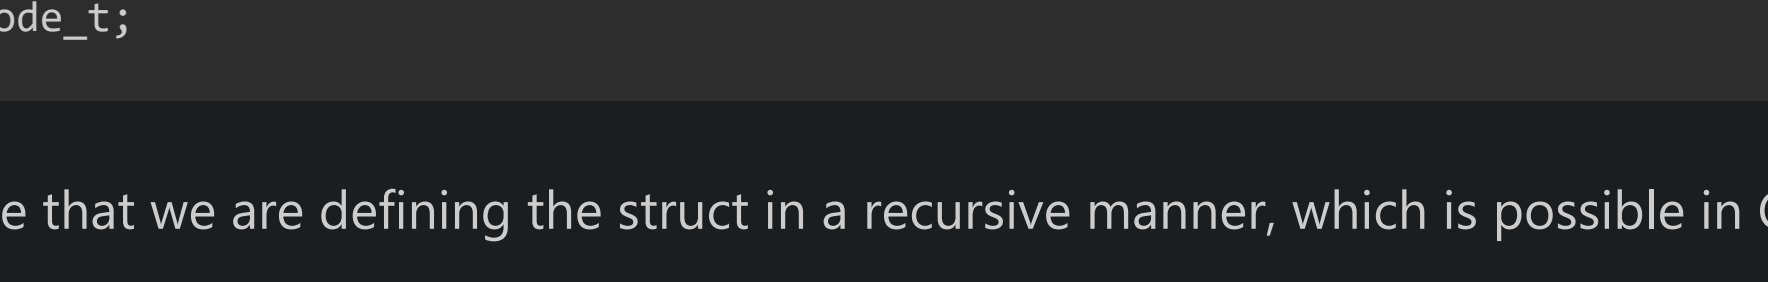 ode_t;
e that we are defining the struct in a recursive manner, which is possible in